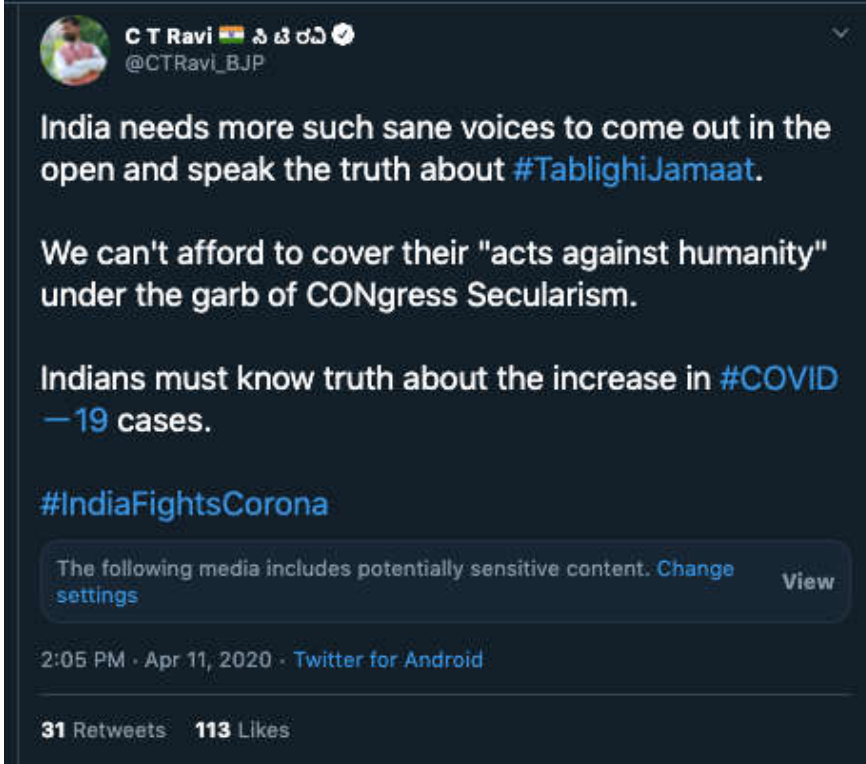 C T Ravi 🇮🇳 ಸಿ ಟಿ ರವಿ
@CTRavi_BJP
India needs more such sane voices to come out in the
open and speak the truth about #TablighiJamaat.
We can't afford to cover their "acts against humanity"
under the garb of CONgress Secularism.
Indians must know truth about the increase in #COVID
—19 cases.
#IndiaFightsCorona
The following media includes potentially sensitive content. Change
settings
View
2:05 PM · Apr 11, 2020 · Twitter for Android
31 Retweets 113 Likes